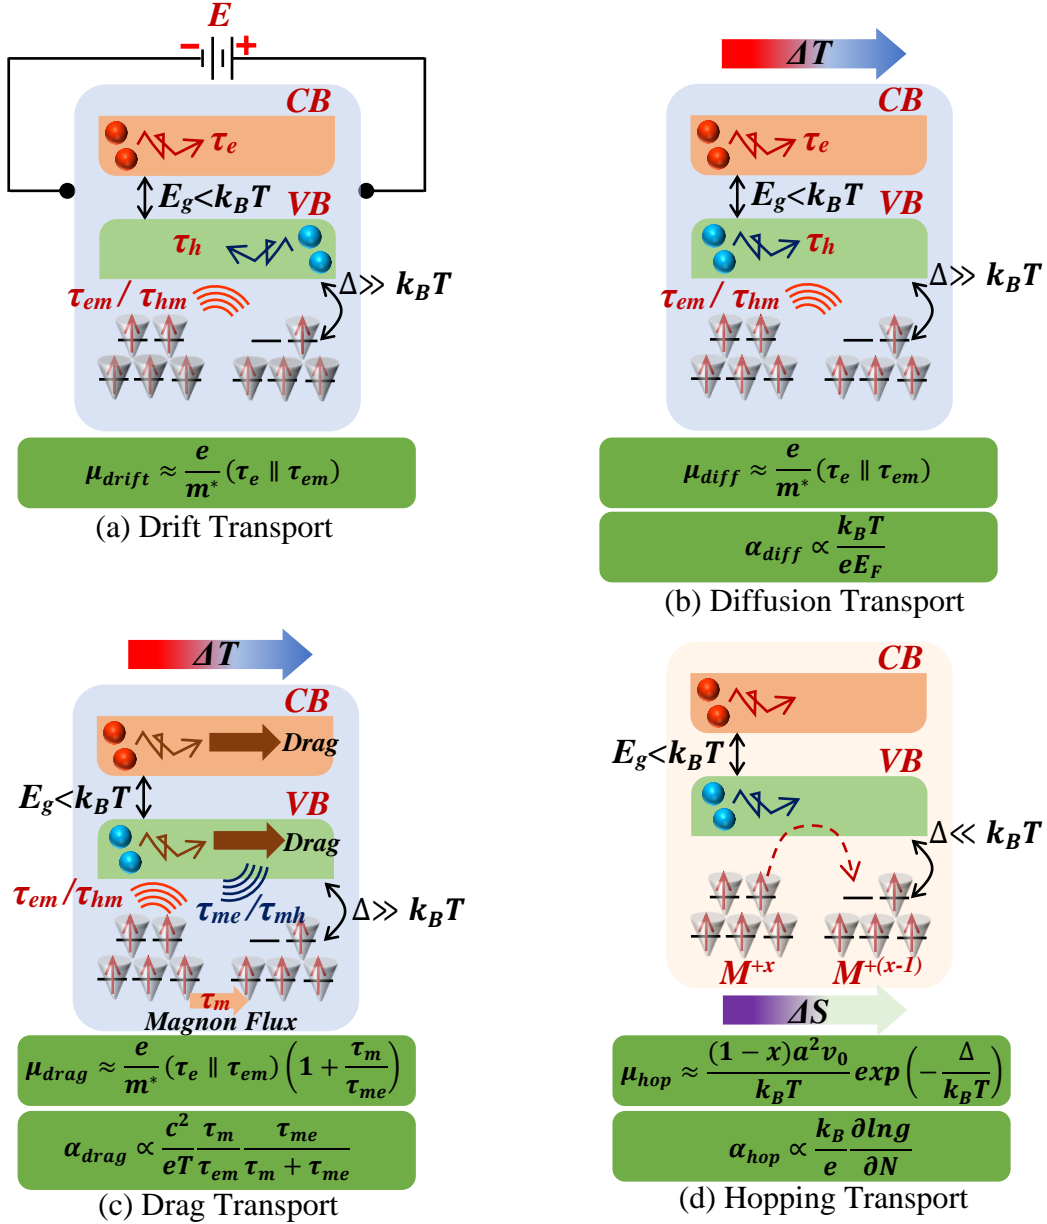 E
− +
CB
τe
Eg<kBT
VB
τh
Δ≫ kBT
τem/ τhm
μdrift ≈ e/m* (τe ∥ τem)
(a) Drift Transport
ΔT
CB
τe
Eg<kBT
VB
τh
Δ≫ kBT
τem/ τhm
μdiff ≈ e/m* (τe ∥ τem)
αdiff ∝ kBT/eEF
(b) Diffusion Transport
ΔT
CB
Drag
Eg<kBT
VB
Drag
τem/τhm
τme/τmh
Δ≫ kBT
τm
Magnon Flux
μdrag ≈ e/m* (τe ∥ τem) (1 + τm/τme)
αdrag ∝ c²/eT τm/τem τme/τm + τme
(c) Drag Transport
CB
Eg<kBT
VB
Δ≪ kBT
M+x
M+(x-1)
ΔS
μhop ≈ (1 − x)a²v0/kBT exp (− Δ/kBT)
αhop ∝ kB/e ∂lng/∂N
(d) Hopping Transport